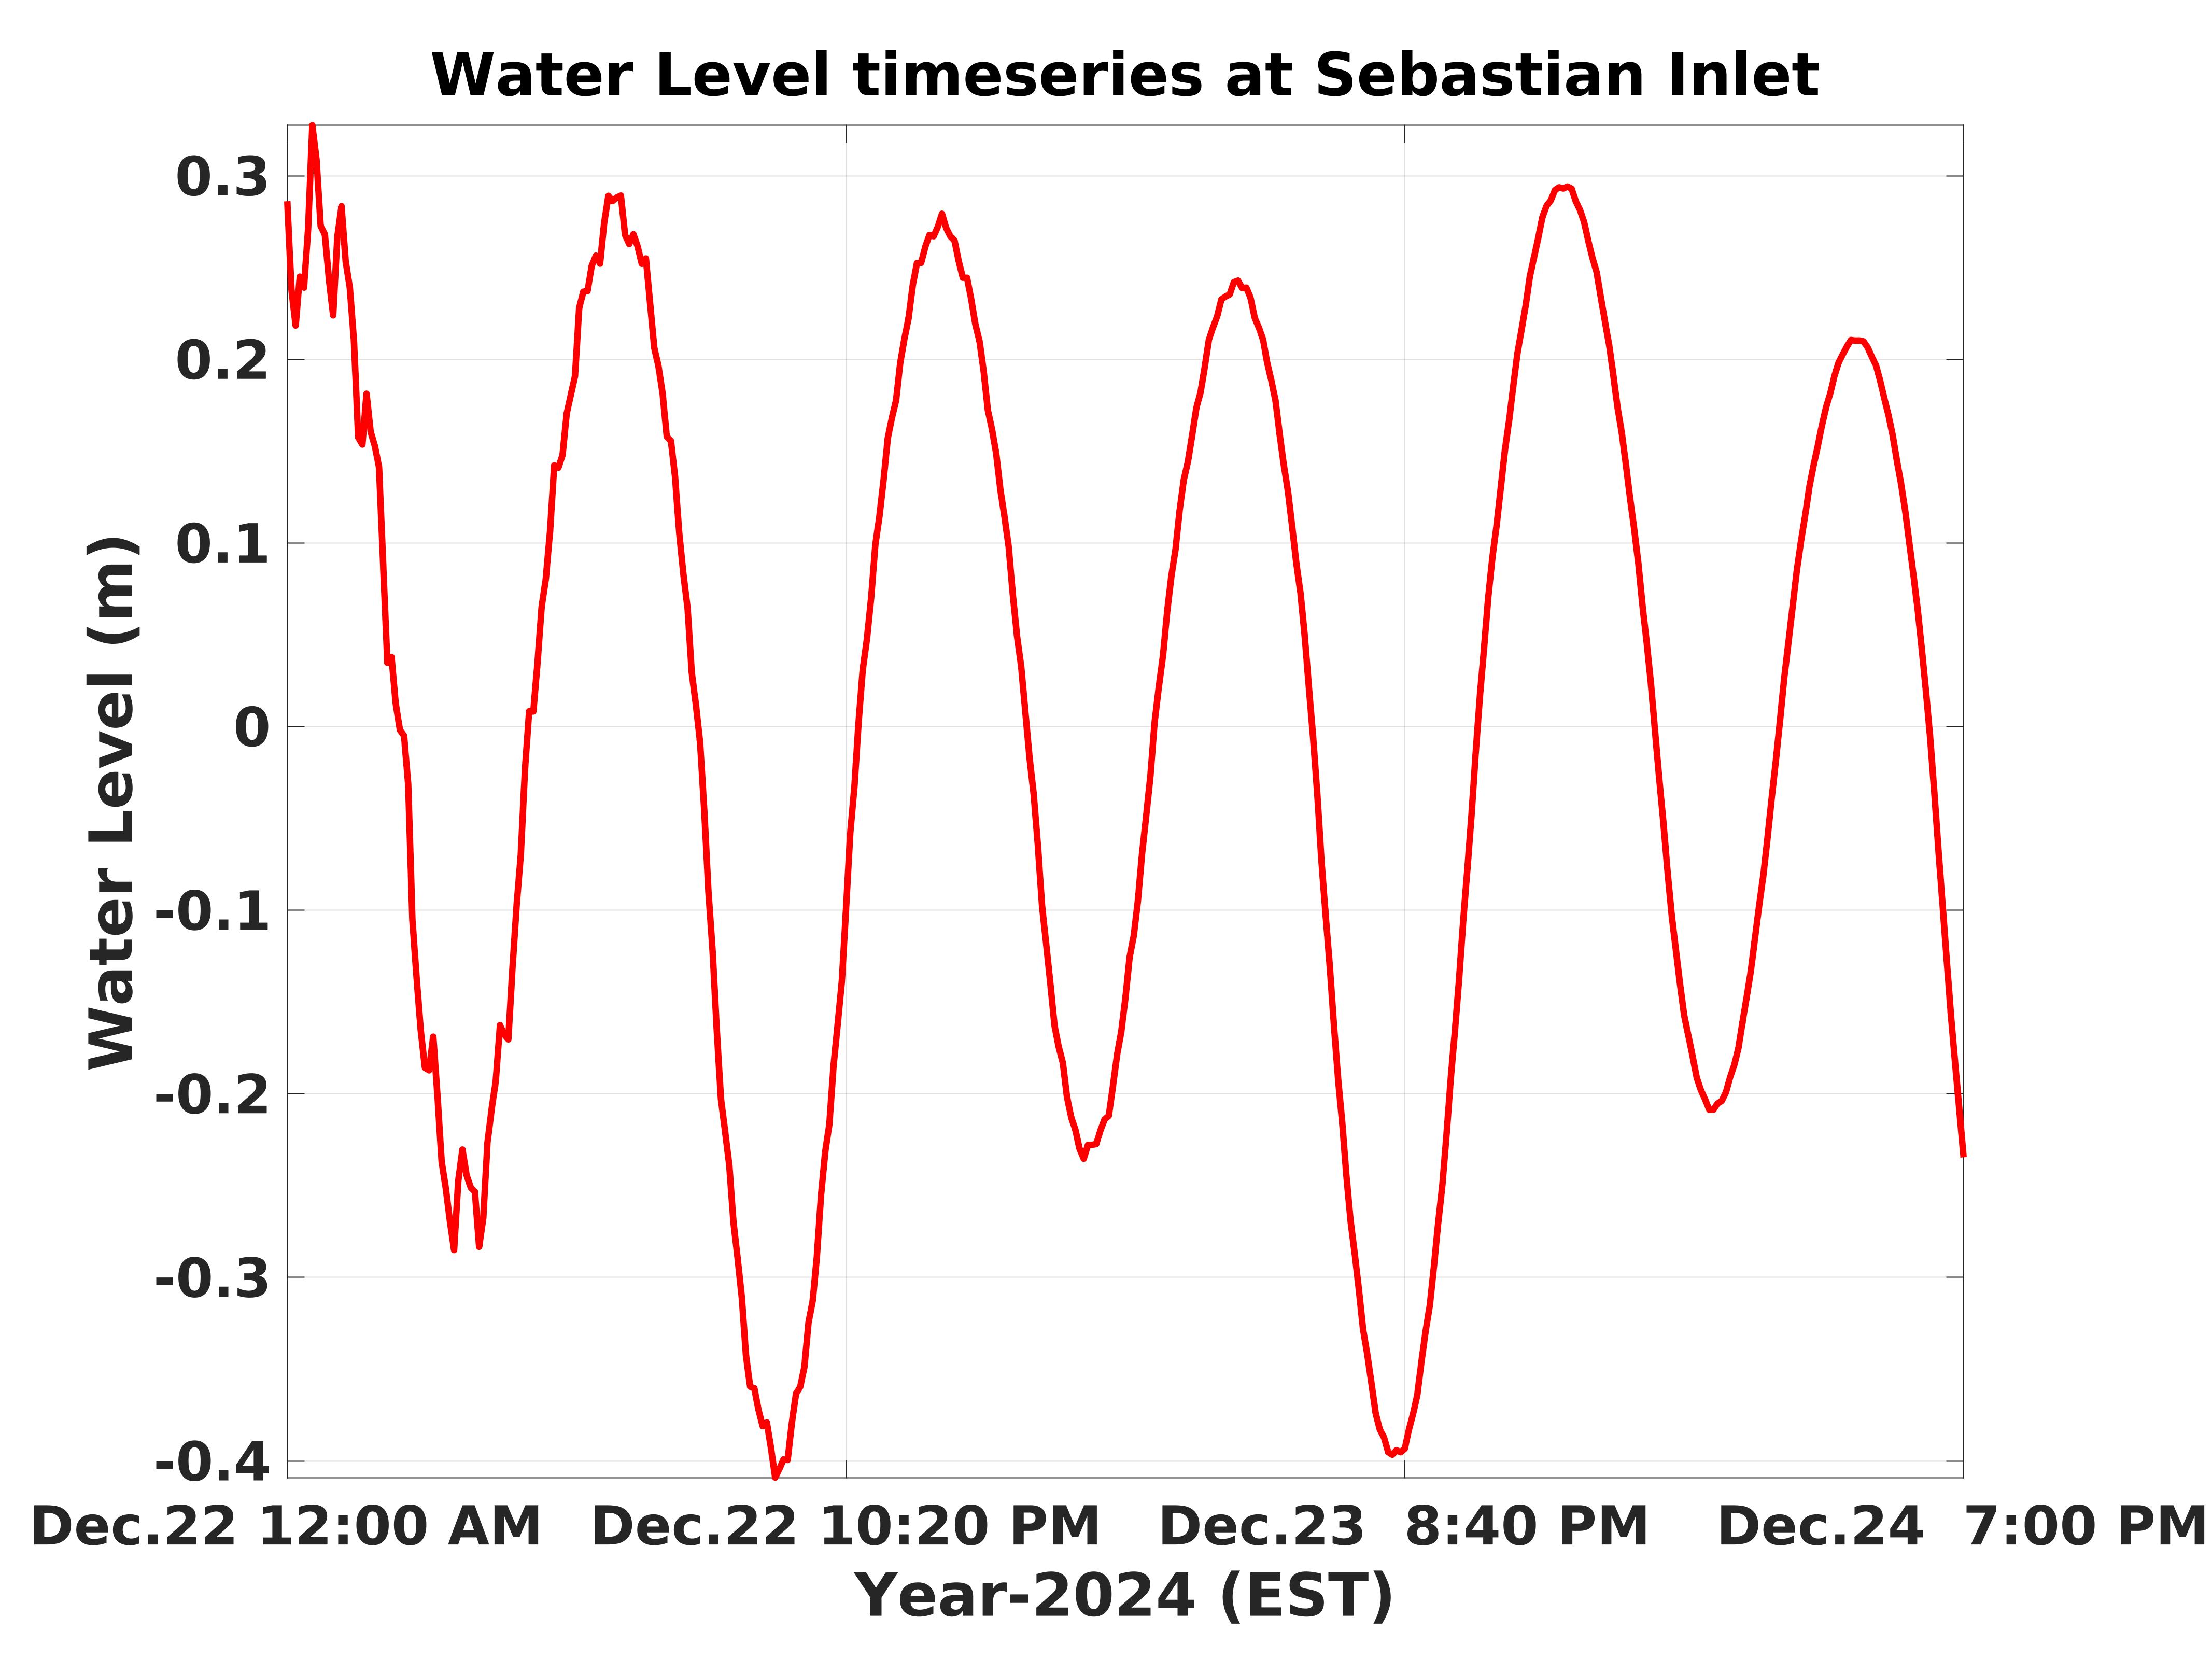 Water Level timeseries at Sebastian Inlet
0.3
0.2
0.1
0
-0.1
-0.2
-0.3
-0.4
Water Level (m)
Dec.22 12:00 AM Dec.22 10:20 PM Dec.23 8:40 PM Dec.24 7:00 PM
Year-2024 (EST)